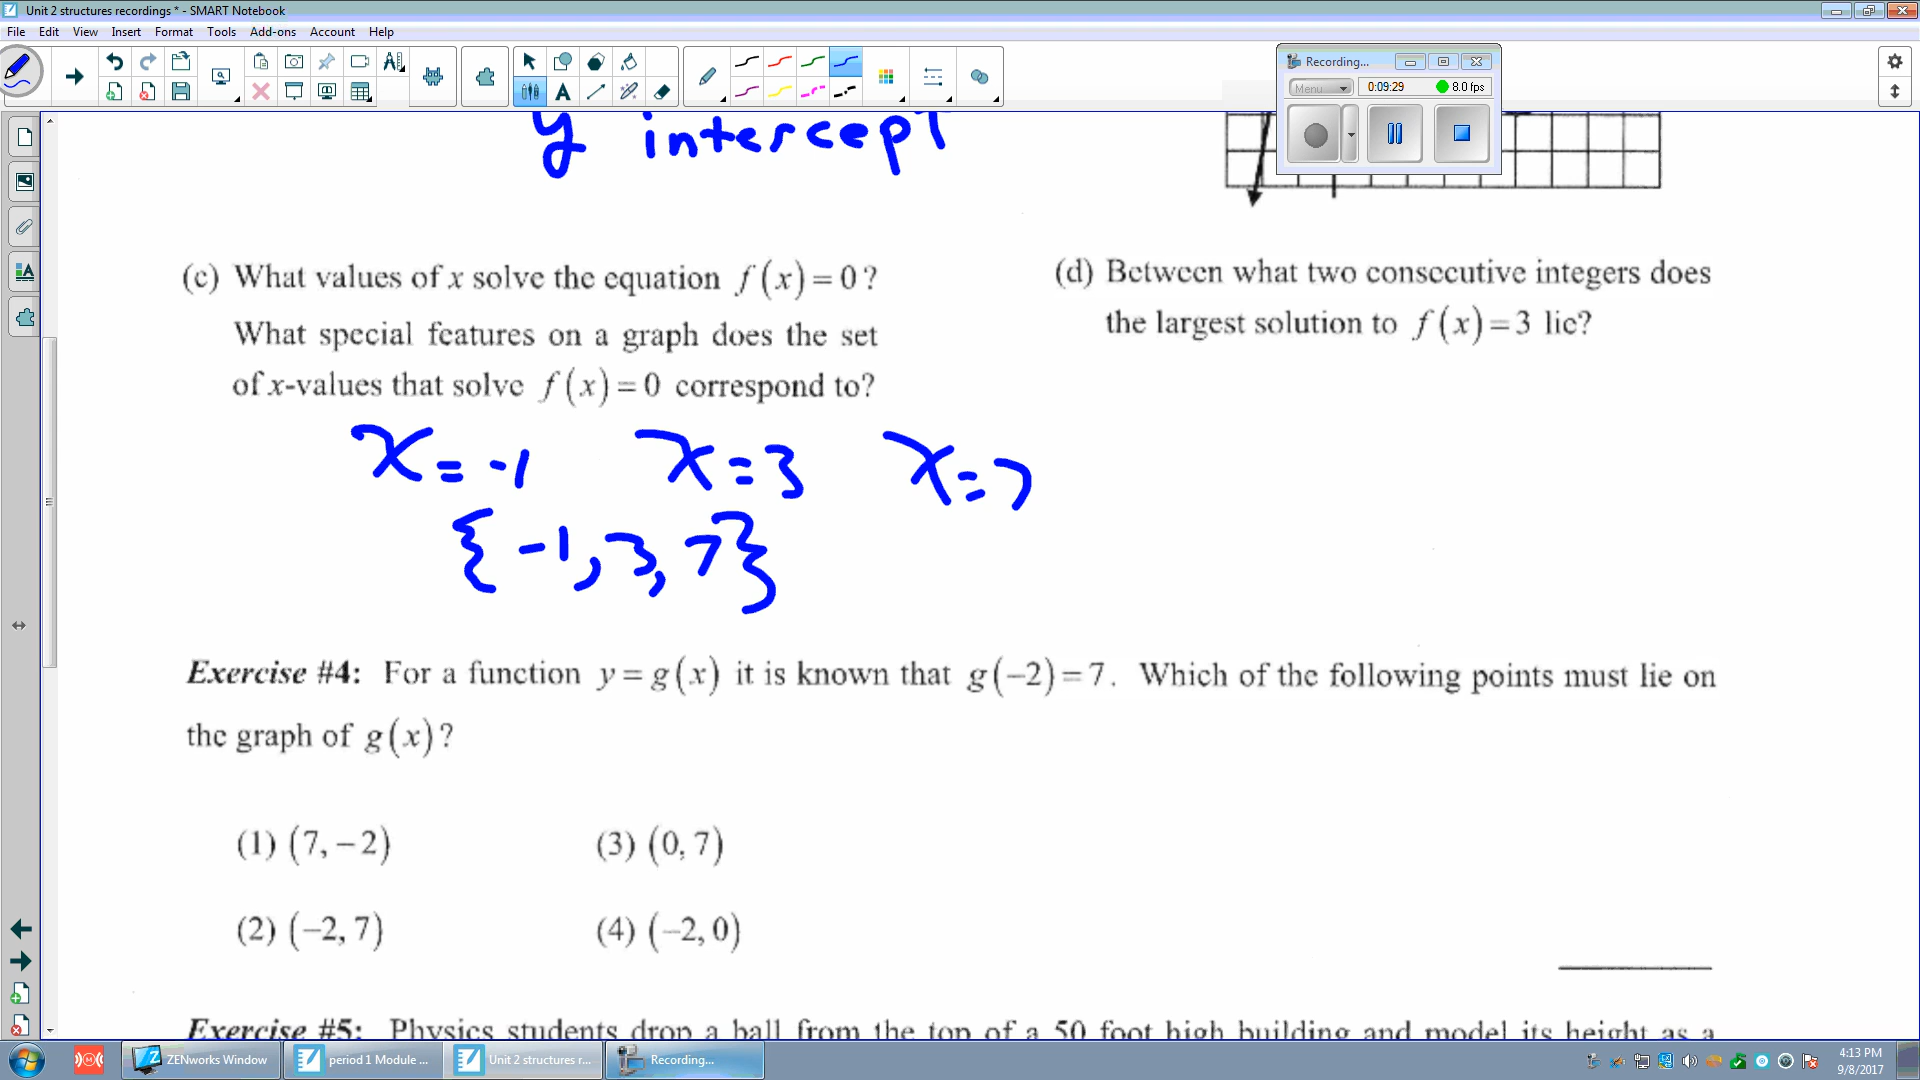 Unit 2 structures recordings * - SMART Notebook
File Edit View Insert Format Tools Add-ons Account Help
Recording...
Menu 0:09:29 8.0 fps
y intercept
(c) What values of x solve the equation f(x)=0?
What special features on a graph does the set
of x-values that solve f(x)=0 correspond to?
(d) Between what two consecutive integers does
the largest solution to f(x)=3 lie?
x=-1 x=3 x=7
{-1,3,7}
Exercise #4: For a function y=g(x) it is known that g(-2)=7. Which of the following points must lie on
the graph of g(x)?
(1) (7,-2) (3) (0,7)
(2) (-2,7) (4) (-2,0)
Exercise #5: Physics students drop a ball from the top of a 50 foot high building and model its height as a
ZENworks Window period 1 Module ... Unit 2 structures r... Recording...
4:13 PM
9/8/2017